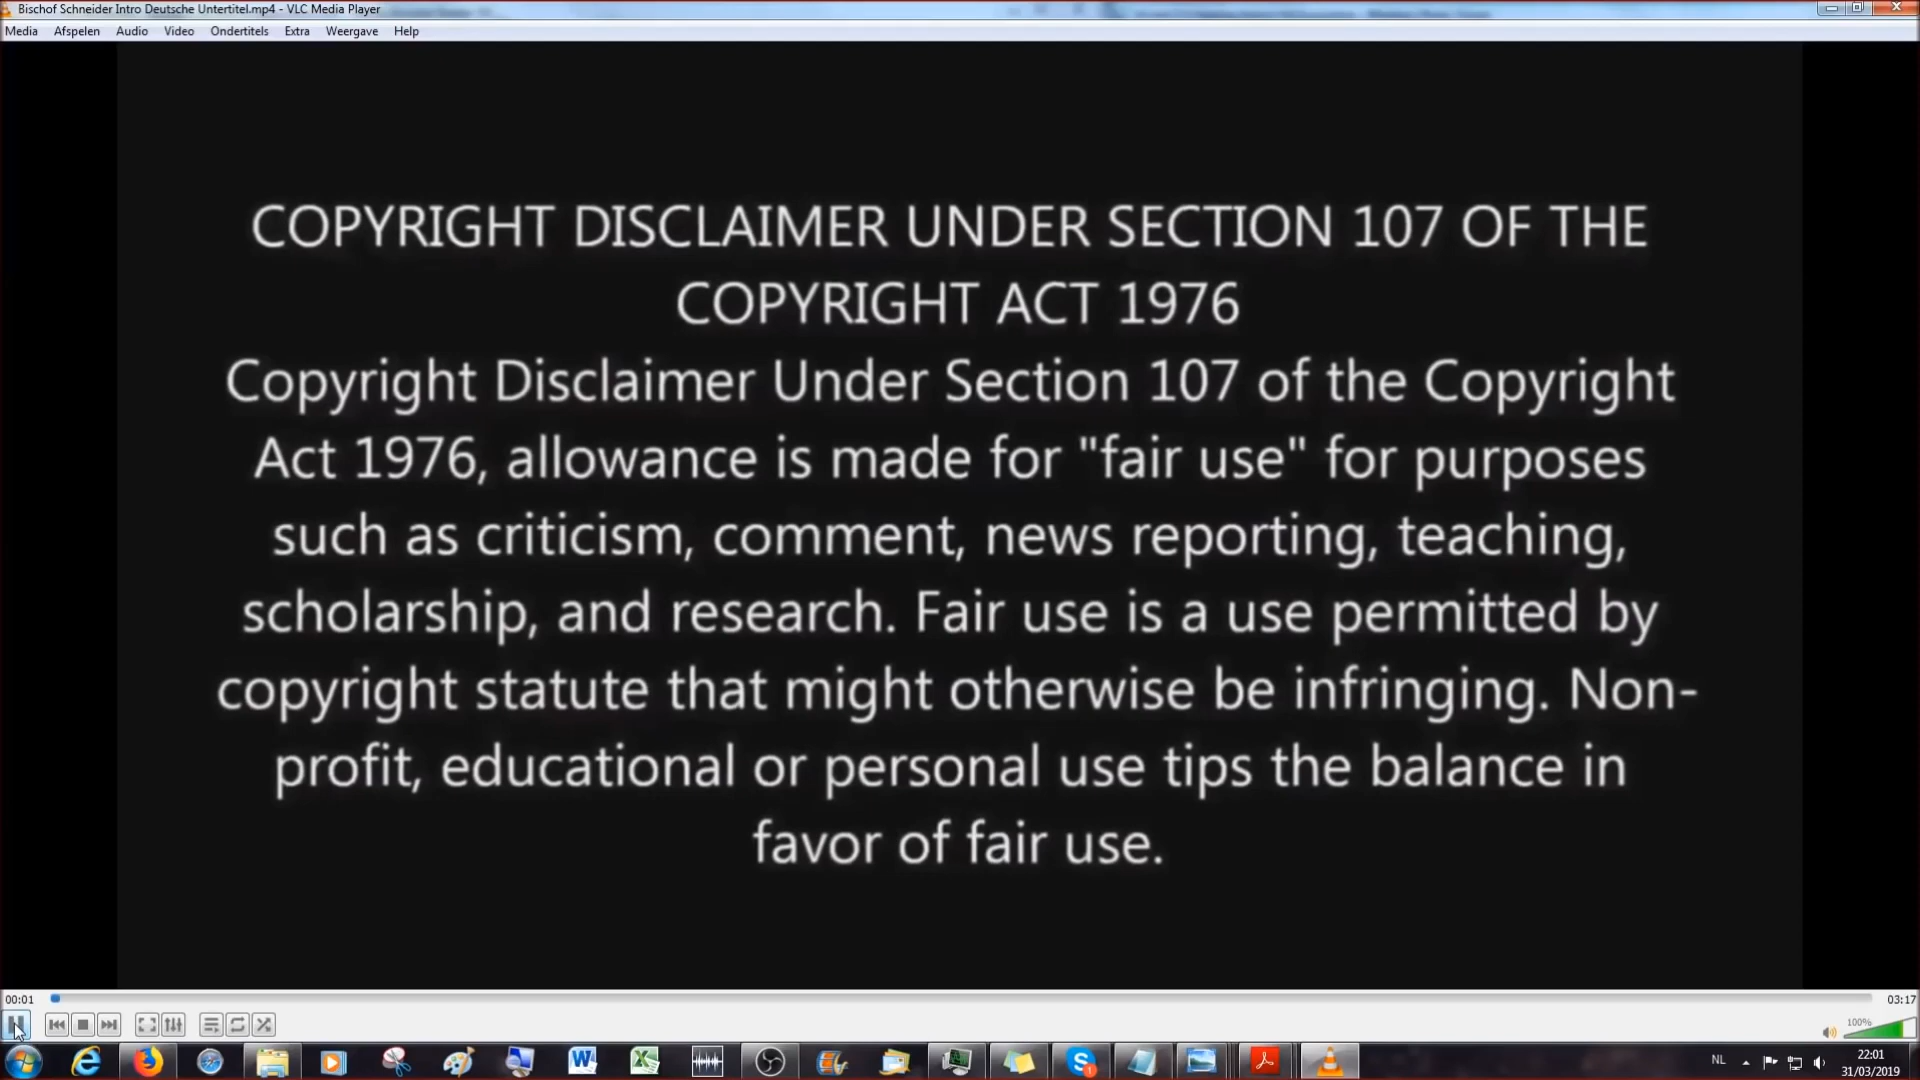 Bischof Schneider Intro Deutsche Untertitel.mp4 - VLC Media Player
Media Afspelen Audio Video Ondertitels Extra Weergave Help
COPYRIGHT DISCLAIMER UNDER SECTION 107 OF THE
COPYRIGHT ACT 1976
Copyright Disclaimer Under Section 107 of the Copyright
Act 1976, allowance is made for "fair use" for purposes
such as criticism, comment, news reporting, teaching,
scholarship, and research. Fair use is a use permitted by
copyright statute that might otherwise be infringing. Non-
profit, educational or personal use tips the balance in
favor of fair use.
00:01
03:17
100%
NL
22:01
31/03/2019